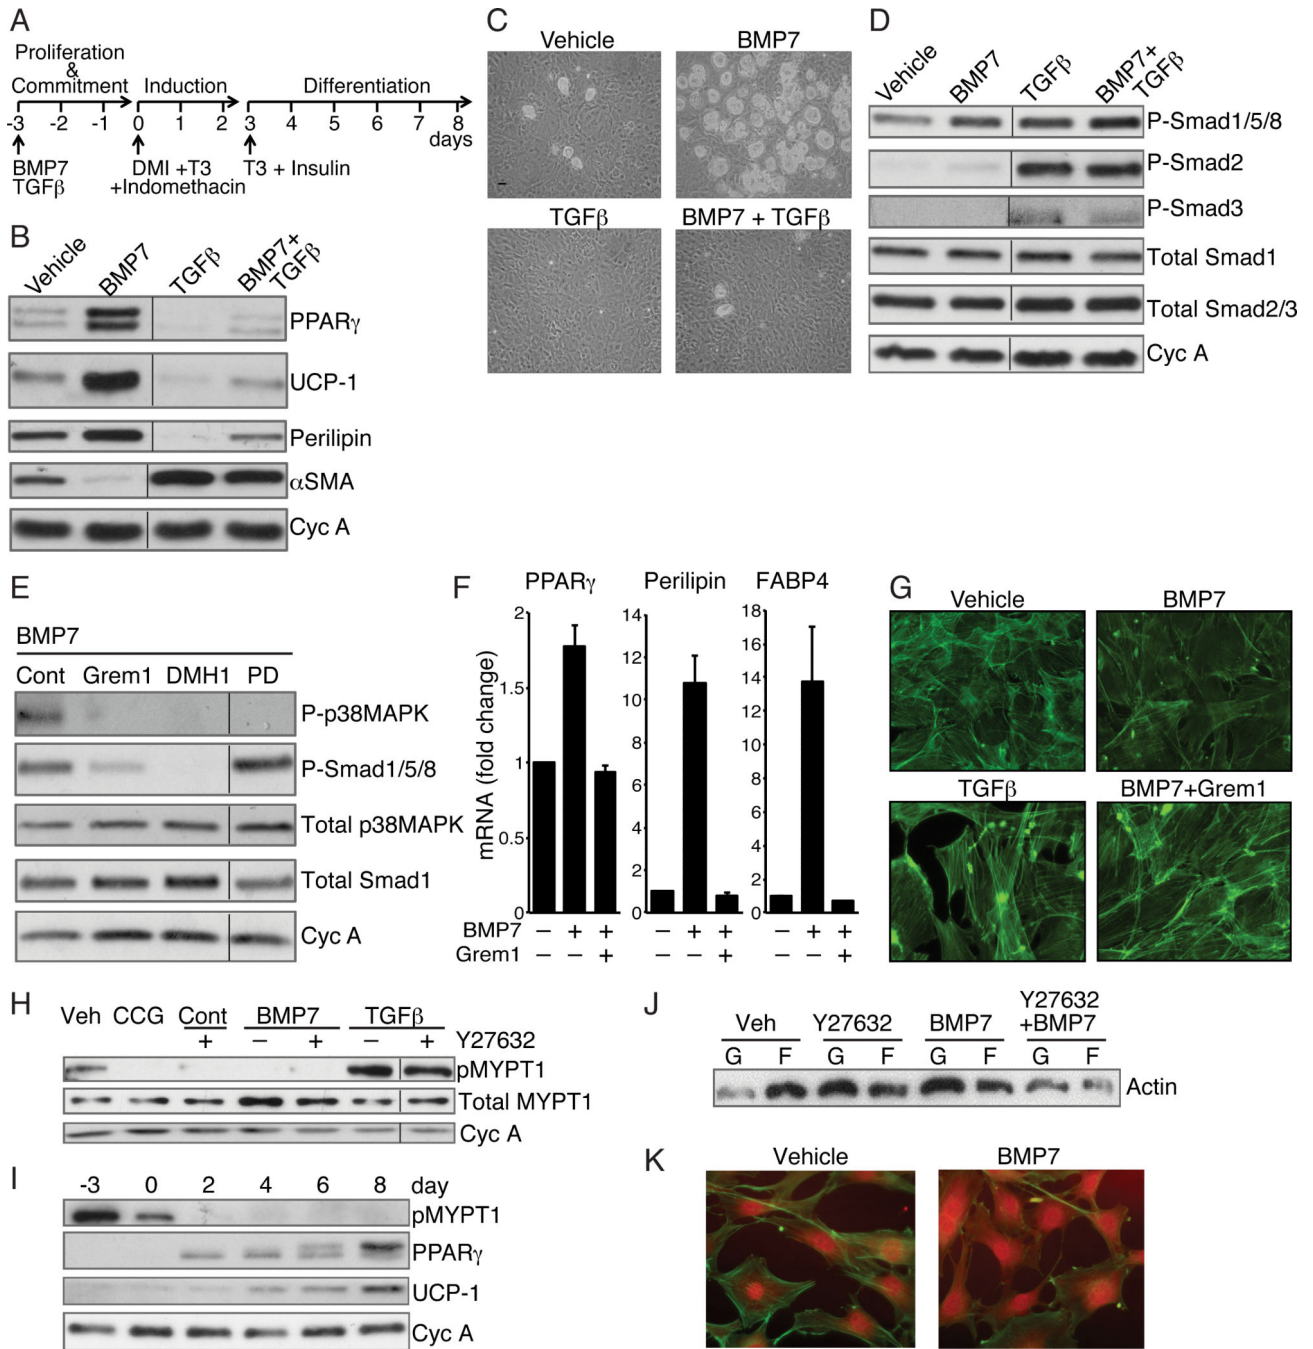 A
Proliferation
&
Commitment Induction Differentiation
-3 -2 -1 0 1 2 3 4 5 6 7 8
days
BMP7 DMI +T3 T3 + Insulin
TGFβ +Indomethacin
B
Vehicle BMP7 TGFβ BMP7+
TGFβ
PPARγ
UCP-1
Perilipin
αSMA
Cyc A
C
Vehicle BMP7
TGFβ BMP7 + TGFβ
D
Vehicle BMP7 TGFβ BMP7+
TGFβ
P-Smad1/5/8
P-Smad2
P-Smad3
Total Smad1
Total Smad2/3
Cyc A
E
BMP7
Cont Grem1 DMH1 PD
P-p38MAPK
P-Smad1/5/8
Total p38MAPK
Total Smad1
Cyc A
F
PPARγ Perilipin FABP4
mRNA (fold change)
2
1.5
1
0.5
0
14
12
10
8
6
4
2
0
18
16
14
12
10
8
6
4
2
0
BMP7 – + + – + + – + +
Grem1 – – + – – + – – +
G
Vehicle BMP7
TGFβ BMP7+Grem1
H
Veh CCG Cont BMP7 TGFβ
+ – + – + Y27632
pMYPT1
Total MYPT1
Cyc A
I
-3 0 2 4 6 8 day
pMYPT1
PPARγ
UCP-1
Cyc A
J
Veh Y27632 BMP7 Y27632
+BMP7
G F G F G F G F
Actin
K
Vehicle BMP7